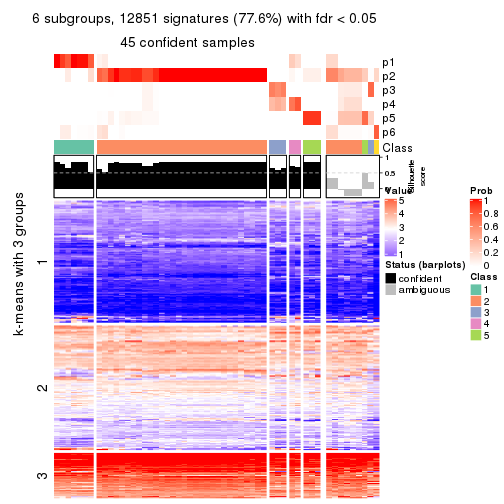 6 subgroups, 12851 signatures (77.6%) with fdr < 0.05
45 confident samples
p1
p2
p3
p4
p5
p6
Class
1
0.5
0
Silhouette
score
k-means with 3 groups
1
2
3
Value
5
4
3
2
1
Status (barplots)
confident
ambiguous
Prob
1
0.8
0.6
0.4
0.2
0
Class
1
2
3
4
5